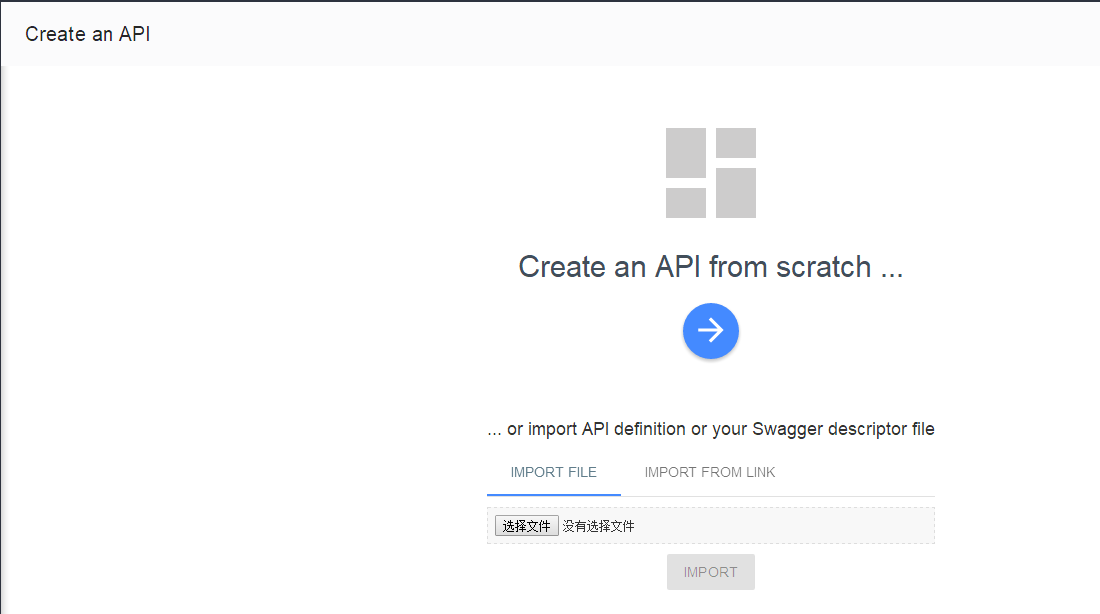 Create an API
Create an API from scratch ...
... or import API definition or your Swagger descriptor file
IMPORT FILE IMPORT FROM LINK
选择文件 没有选择文件
IMPORT